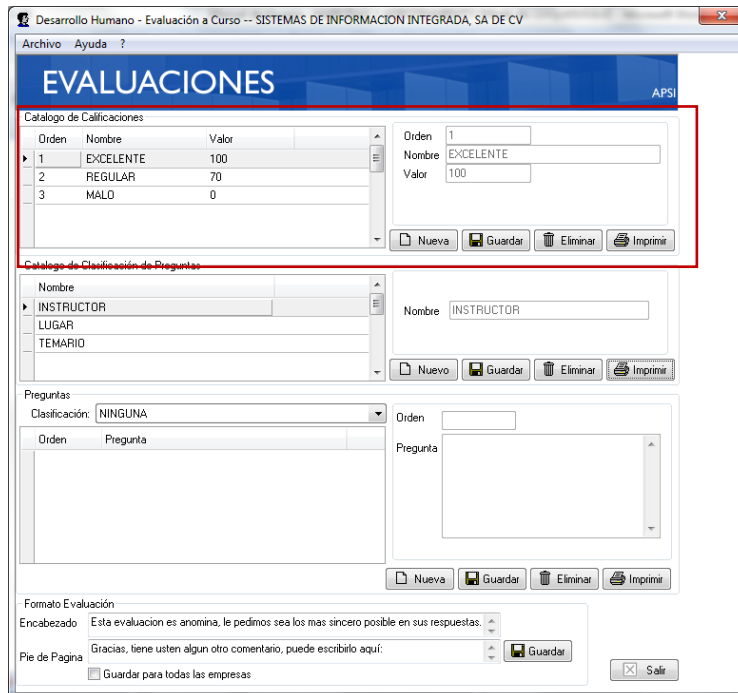 Desarrollo Humano - Evaluación a Curso -- SISTEMAS DE INFORMACION INTEGRADA, SA DE CV
Archivo Ayuda ?
EVALUACIONES
APSI
Catalogo de Calificaciones
Orden Nombre Valor
1 EXCELENTE 100
2 REGULAR 70
3 MALO 0
Orden 1
Nombre EXCELENTE
Valor 100
Nueva Guardar Eliminar Imprimir
Catalogo de Clasificación de Preguntas
Nombre
INSTRUCTOR
LUGAR
TEMARIO
Nombre INSTRUCTOR
Nuevo Guardar Eliminar Imprimir
Preguntas
Clasificación: NINGUNA
Orden Pregunta
Orden
Pregunta
Nueva Guardar Eliminar Imprimir
Formato Evaluación
Encabezado Esta evaluacion es anomina, le pedimos sea los mas sincero posible en sus respuestas.
Pie de Pagina Gracias, tiene usten algun otro comentario, puede escribirlo aquí:
Guardar
Guardar para todas las empresas
Salir